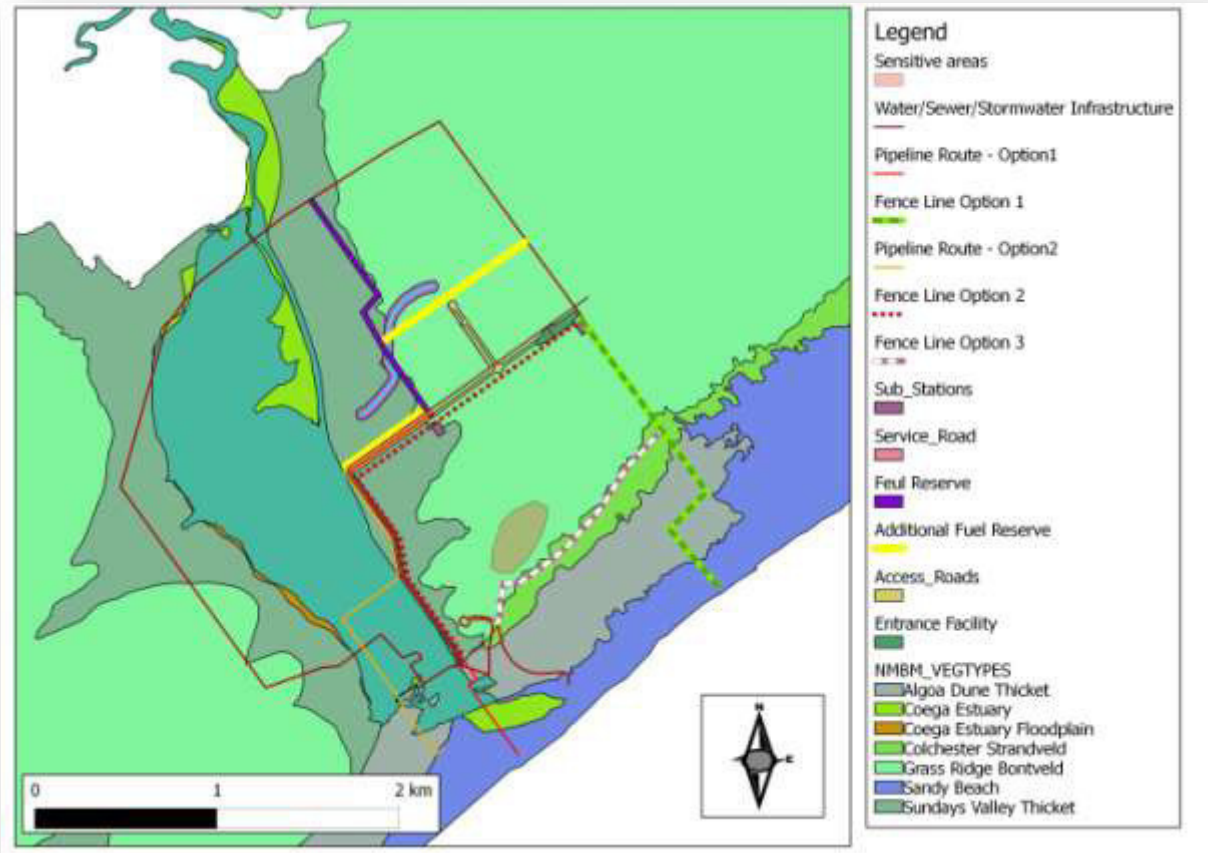 Legend
Sensitive areas
Water/Sewer/Stormwater Infrastructure
Pipeline Route - Option1
Fence Line Option 1
Pipeline Route - Option2
Fence Line Option 2
Fence Line Option 3
Sub_Stations
Service_Road
Feul Reserve
Additional Fuel Reserve
Access_Roads
Entrance Facility
NMBM_VEGTYPES
Algoa Dune Thicket
Coega Estuary
Coega Estuary Floodplain
Colchester Strandveld
Grass Ridge Bontveld
Sandy Beach
Sundays Valley Thicket
N
E
0 1 2 km